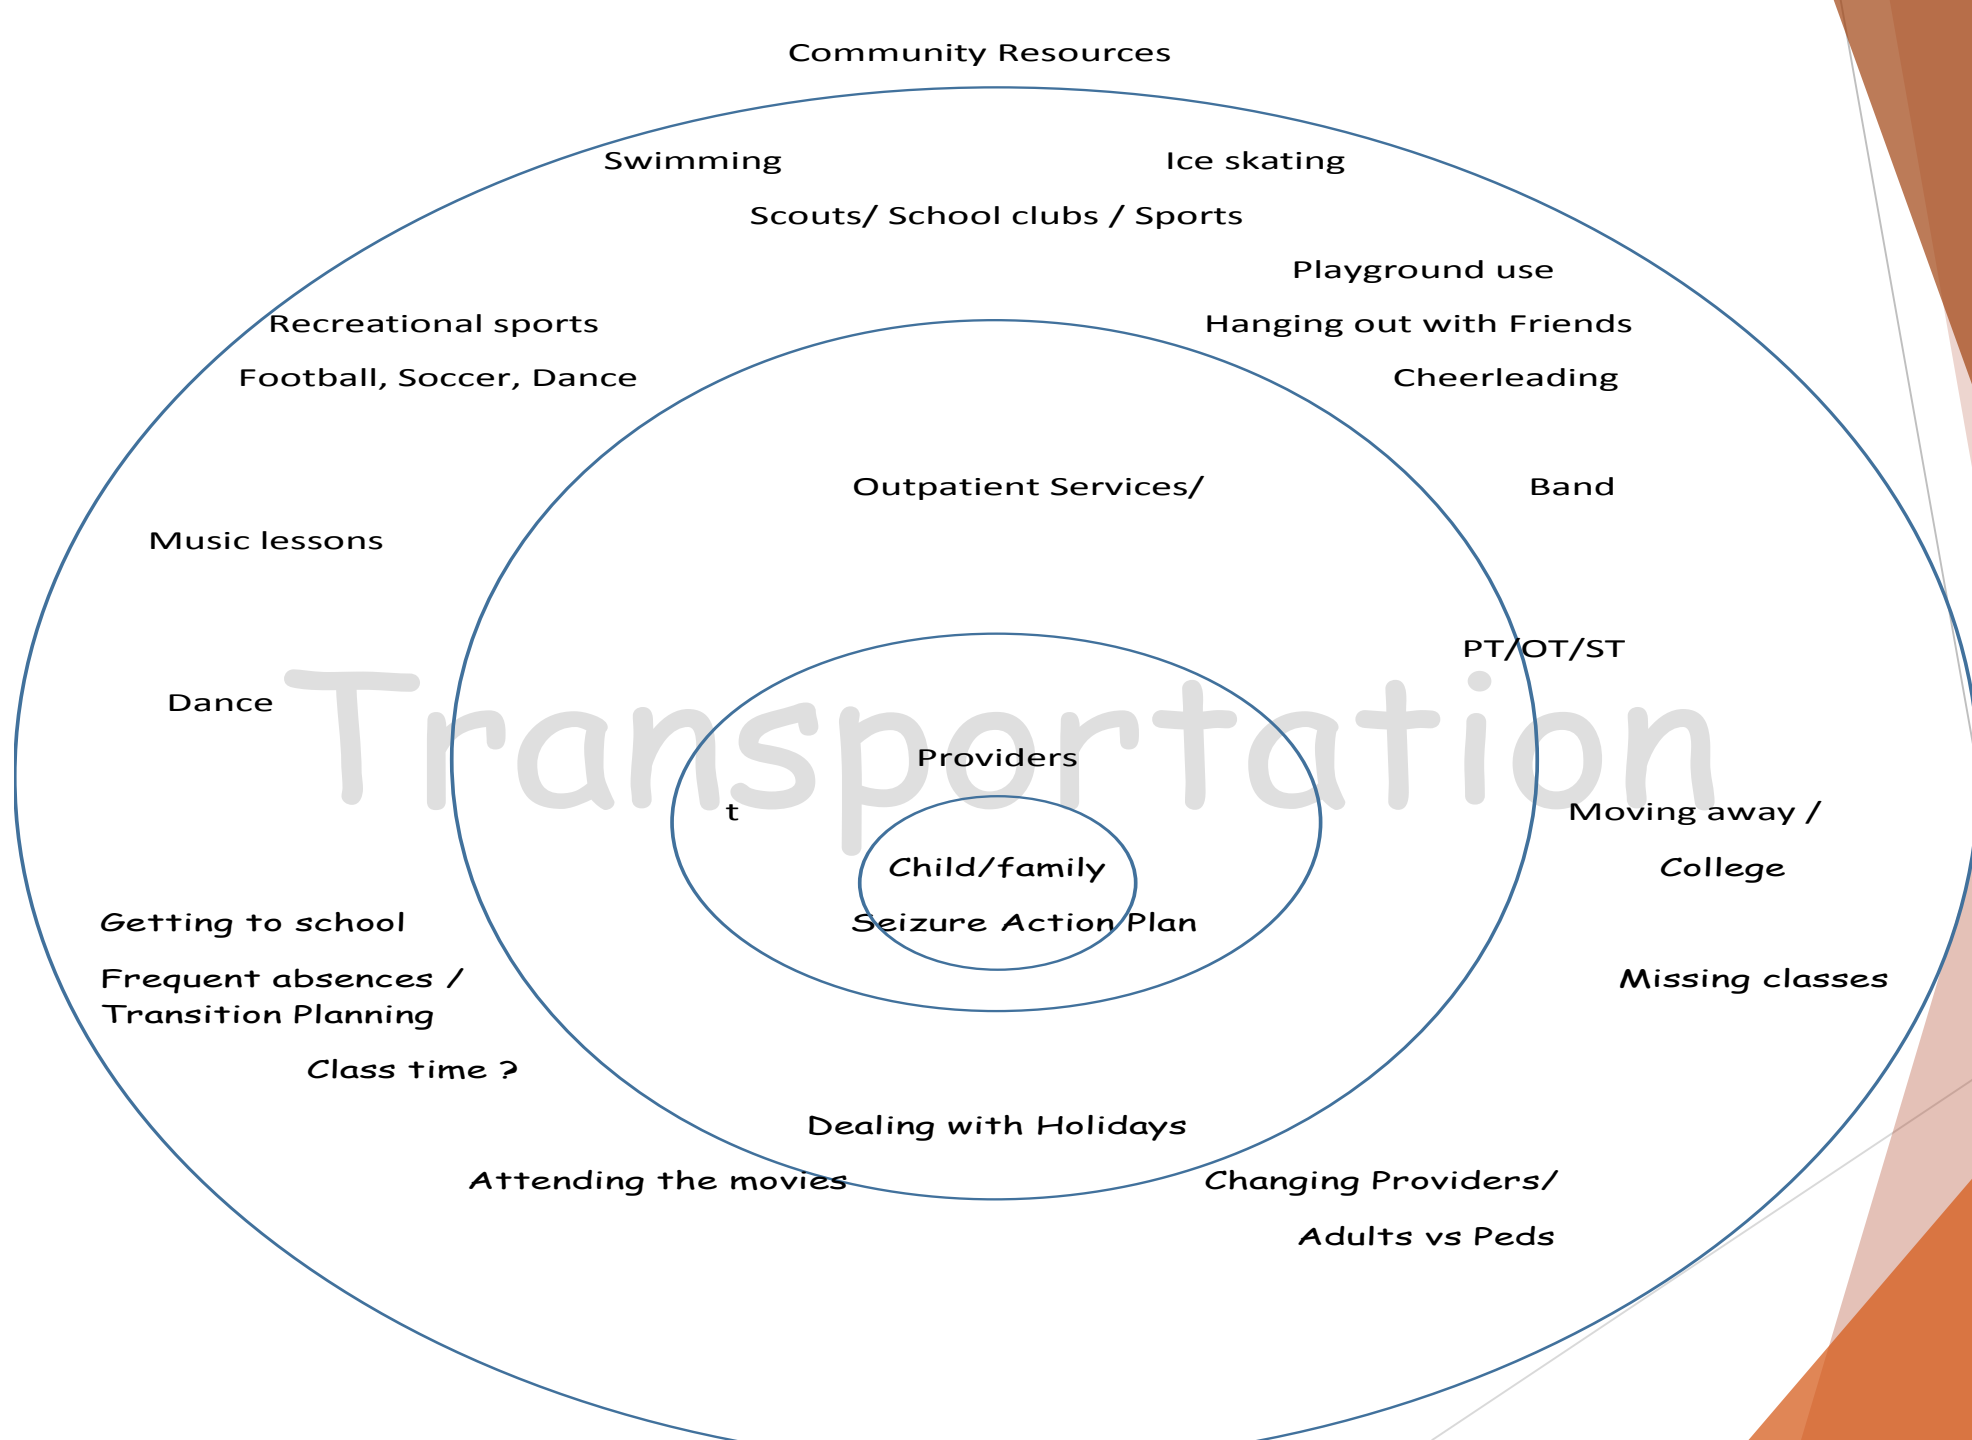 Community Resources
Swimming Ice skating
Scouts/ School clubs / Sports
Playground use
Recreational sports Hanging out with Friends
Football, Soccer, Dance Cheerleading
Outpatient Services/ Band
Music lessons
PT/OT/ST
Dance
Transportation
Providers
t Moving away /
Child/family College
Getting to school Seizure Action Plan
Frequent absences / Missing classes
Transition Planning
Class time ?
Dealing with Holidays
Attending the movies Changing Providers/
Adults vs Peds